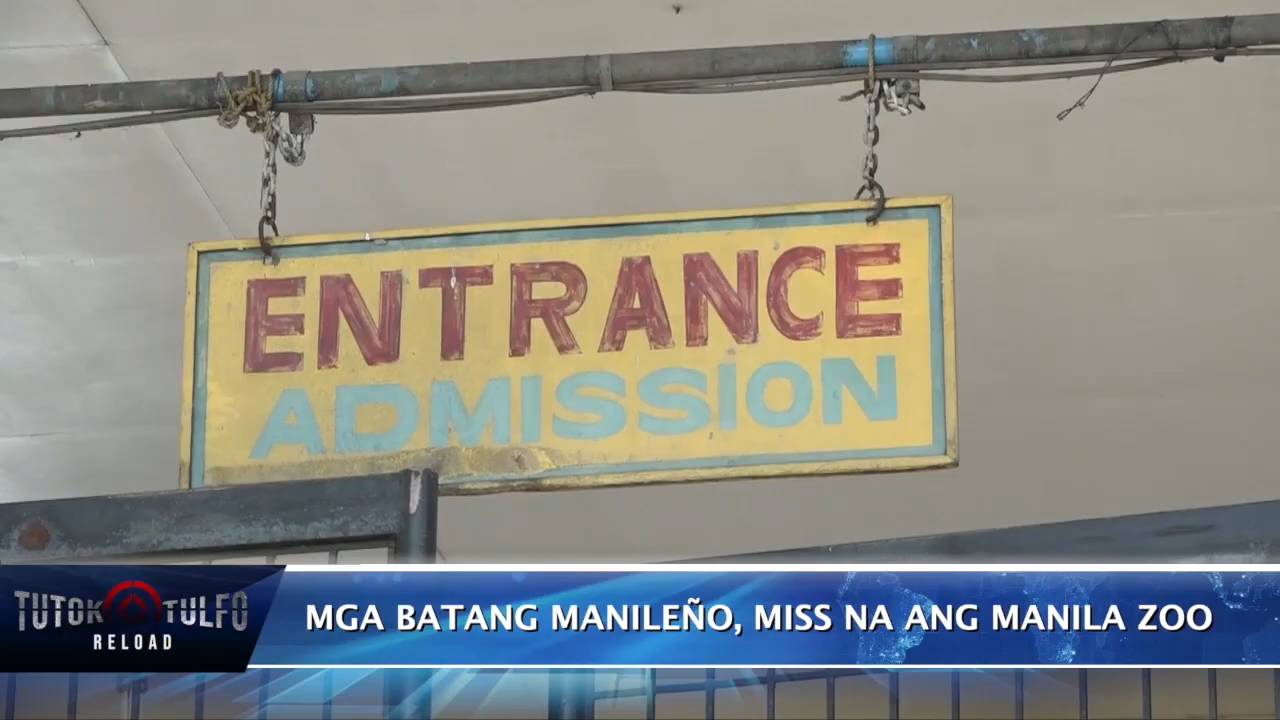 ENTRANCE
ADMISSION
TUTOK TULFO
RELOAD
MGA BATANG MANILEÑO, MISS NA ANG MANILA ZOO